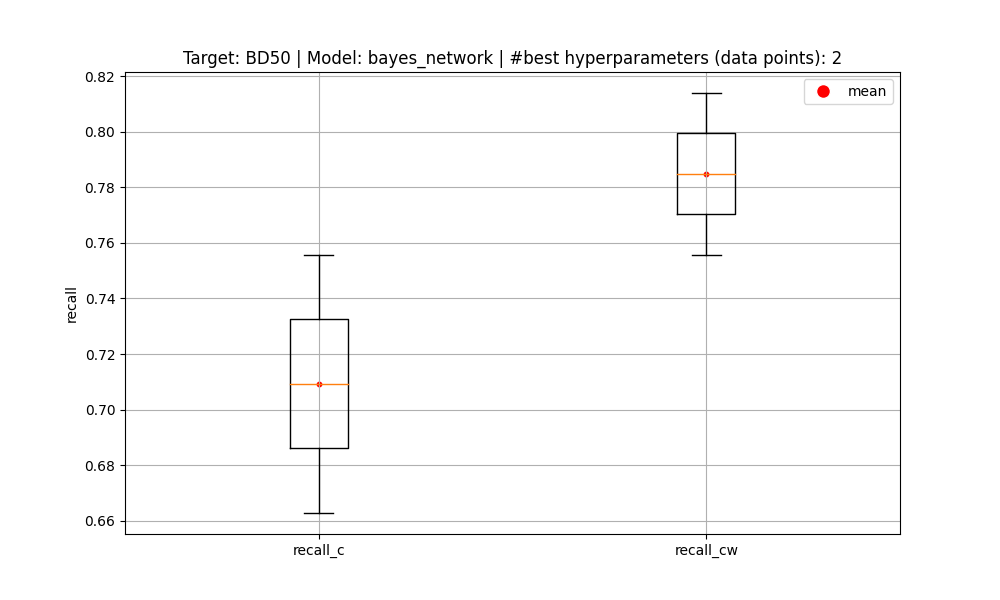 Target: BD50 | Model: bayes_network | #best hyperparameters (data points): 2
mean
0.82
0.80
0.78
0.76
0.74
0.72
0.70
0.68
0.66
recall
recall_c
recall_cw